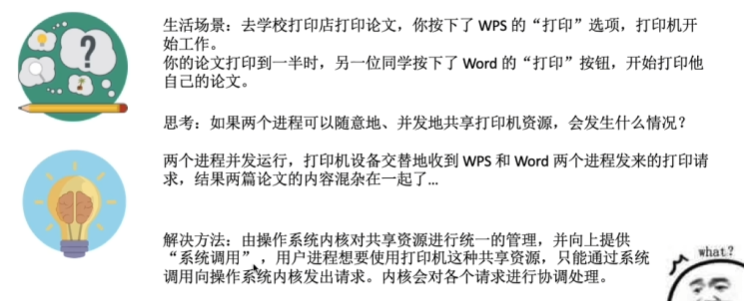 生活场景：去学校打印店打印论文，你按下了 WPS 的“打印”选项，打印机开
始工作。
你的论文打印到一半时，另一位同学按下了 Word 的“打印”按钮，开始打印他
自己的论文。
思考：如果两个进程可以随意地、并发地共享打印机资源，会发生什么情况？
两个进程并发运行，打印机设备交替地收到 WPS 和 Word 两个进程发来的打印请
求，结果两篇论文的内容混杂在一起了...
解决方法：由操作系统内核对共享资源进行统一的管理，并向上提供
“系统调用”，用户进程想要使用打印机这种共享资源，只能通过系统
调用向操作系统内核发出请求。内核会对各个请求进行协调处理。
what?
?